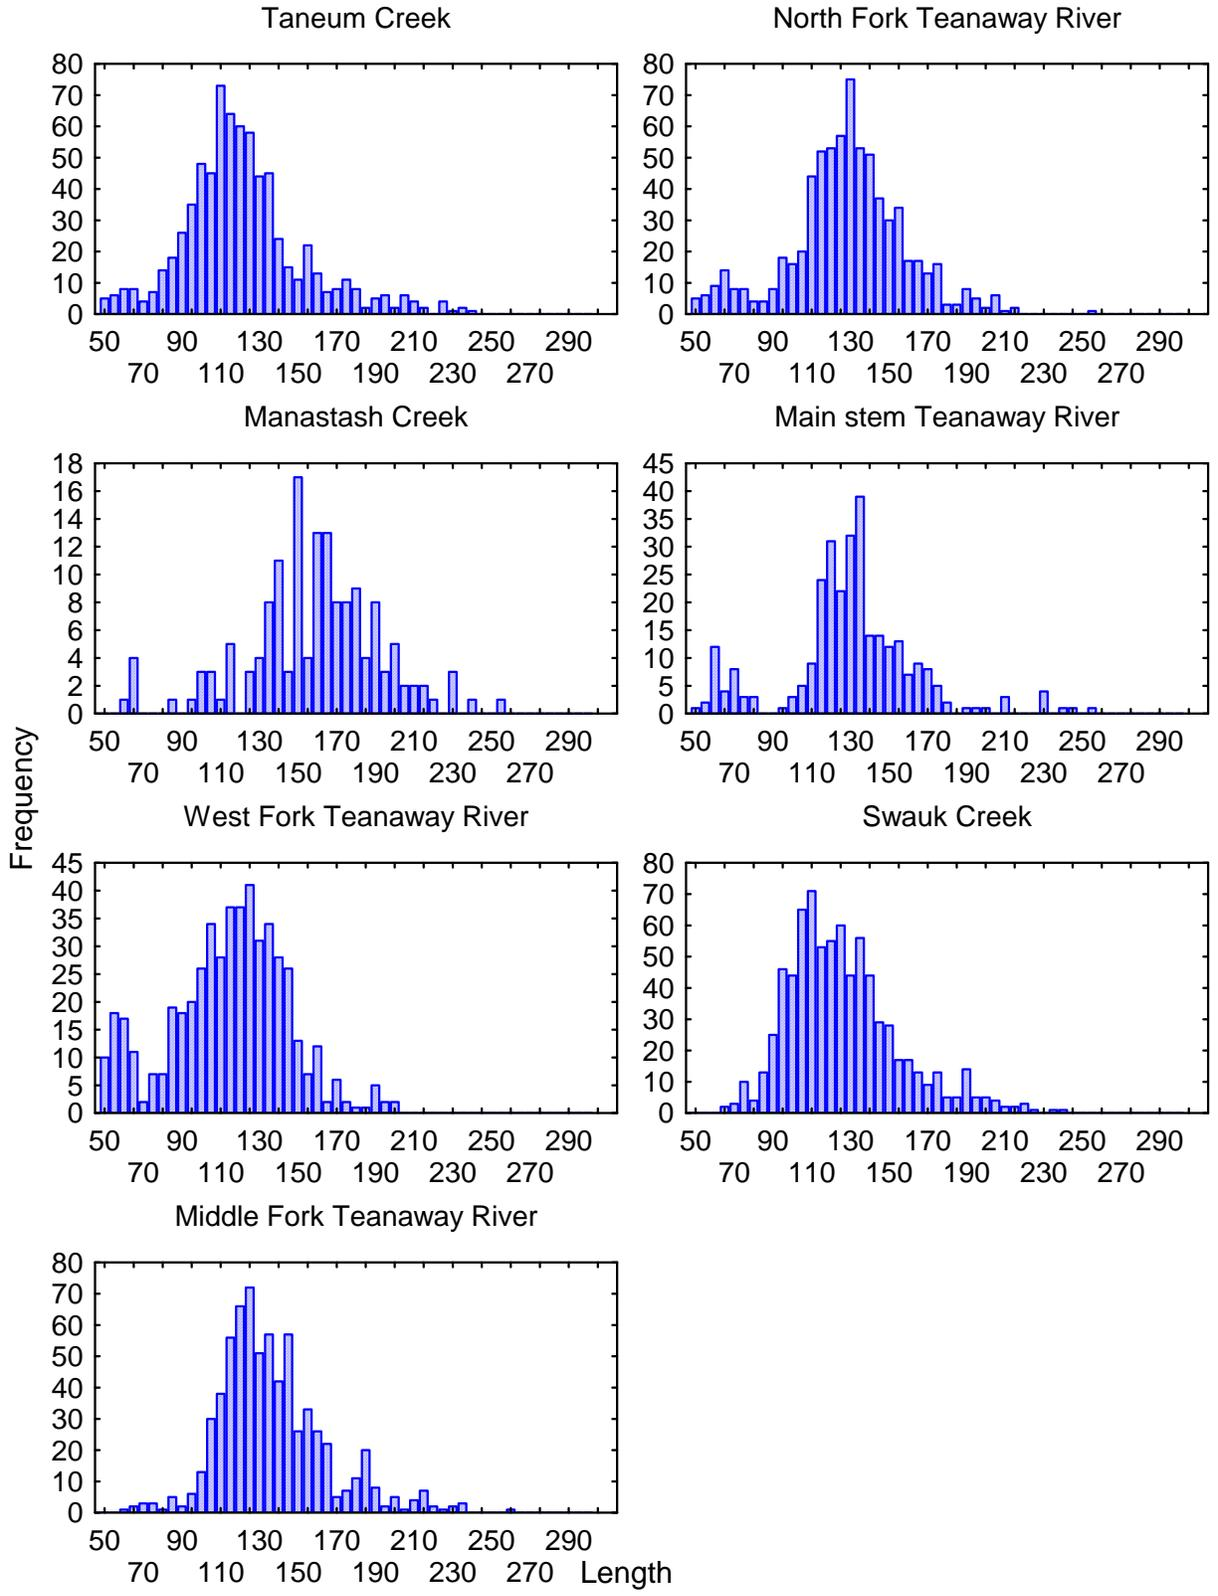 Taneum Creek
North Fork Teanaway River
80
70
60
50
40
30
20
10
0
80
70
60
50
40
30
20
10
0
50 90 130 170 210 250 290
70 110 150 190 230 270
50 90 130 170 210 250 290
70 110 150 190 230 270
Manastash Creek
Main stem Teanaway River
18
16
14
12
10
8
6
4
2
0
45
40
35
30
25
20
15
10
5
0
50 90 130 170 210 250 290
70 110 150 190 230 270
50 90 130 170 210 250 290
70 110 150 190 230 270
Frequency
West Fork Teanaway River
Swauk Creek
45
40
35
30
25
20
15
10
5
0
80
70
60
50
40
30
20
10
0
50 90 130 170 210 250 290
70 110 150 190 230 270
50 90 130 170 210 250 290
70 110 150 190 230 270
Middle Fork Teanaway River
80
70
60
50
40
30
20
10
0
50 90 130 170 210 250 290
70 110 150 190 230 270
Length